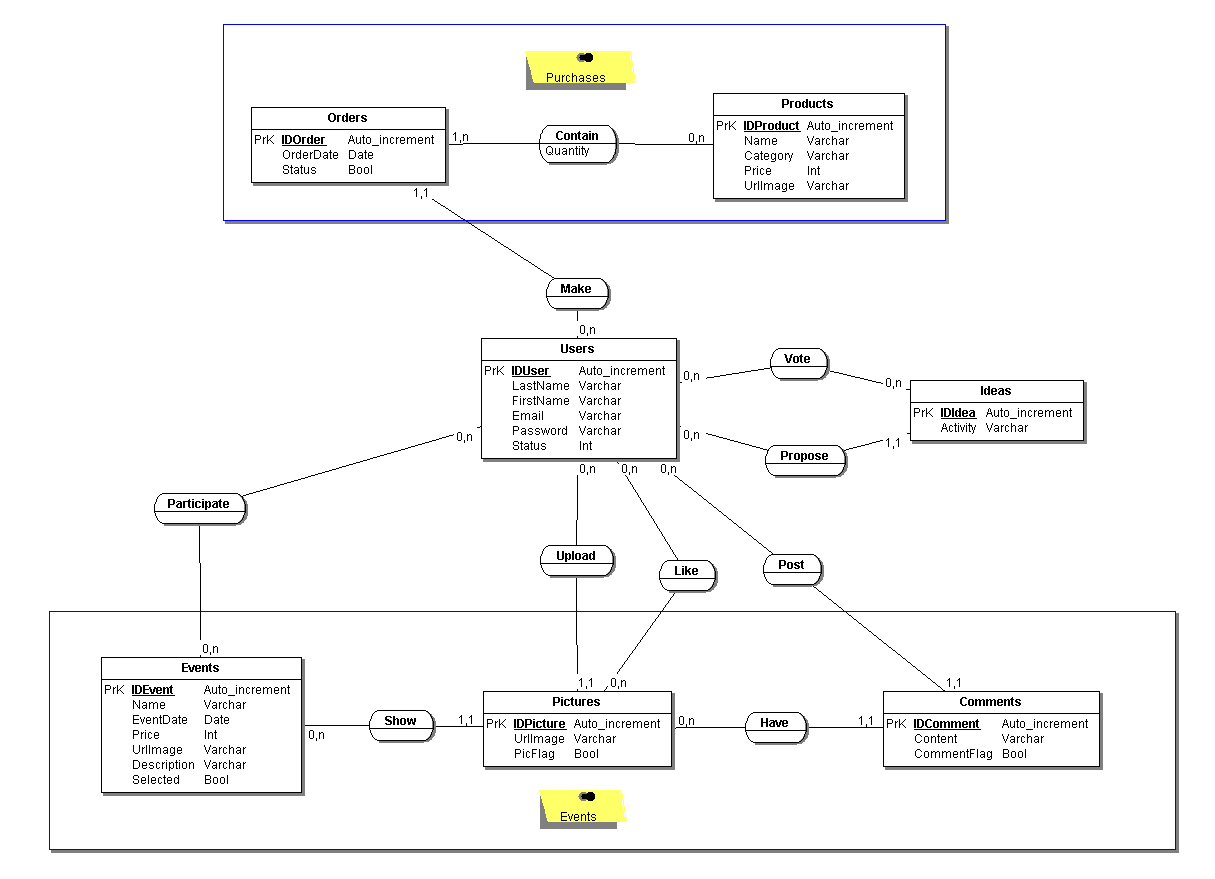 Purchases
Orders
PrK IDOrder Auto_increment
OrderDate Date
Status Bool
1,n
Contain
Quantity
0,n
Products
PrK IDProduct Auto_increment
Name Varchar
Category Varchar
Price Int
UrlImage Varchar
1,1
Make
0,n
Users
PrK IDUser Auto_increment
LastName Varchar
FirstName Varchar
Email Varchar
Password Varchar
Status Int
0,n
Vote
0,n
Ideas
PrK IDIdea Auto_increment
Activity Varchar
0,n
Propose
1,1
0,n
Participate
0,n
0,n
0,n
0,n
Upload
Like
Post
1,1
0,n
1,1
Events
PrK IDEvent Auto_increment
Name Varchar
EventDate Date
Price Int
UrlImage Varchar
Description Varchar
Selected Bool
0,n
Show
1,1
Pictures
PrK IDPicture Auto_increment
UrlImage Varchar
PicFlag Bool
0,n
Have
1,1
Comments
PrK IDComment Auto_increment
Content Varchar
CommentFlag Bool
Events